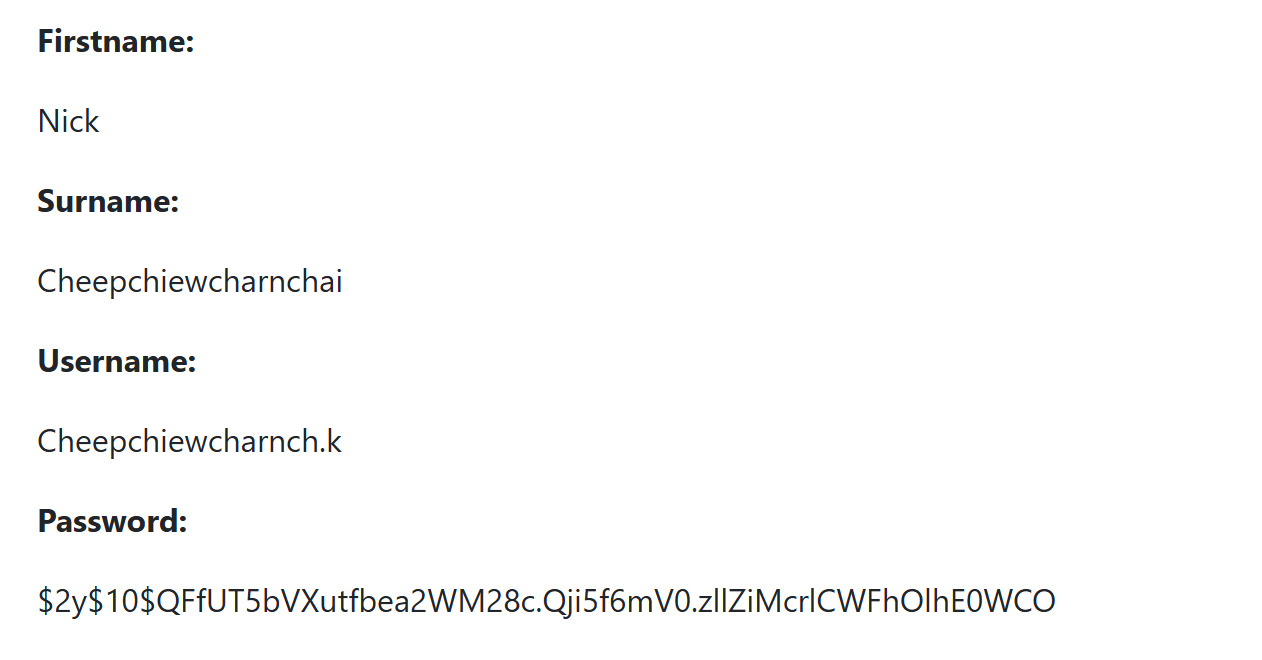 Firstname:
Nick
Surname:
Cheepchiewcharnchai
Username:
Cheepchiewcharnch.k
Password:
$2y$10$QFfUT5bVXutfbea2WM28c.Qji5f6mV0.zllZiMcrlCWFhOlhE0WCO